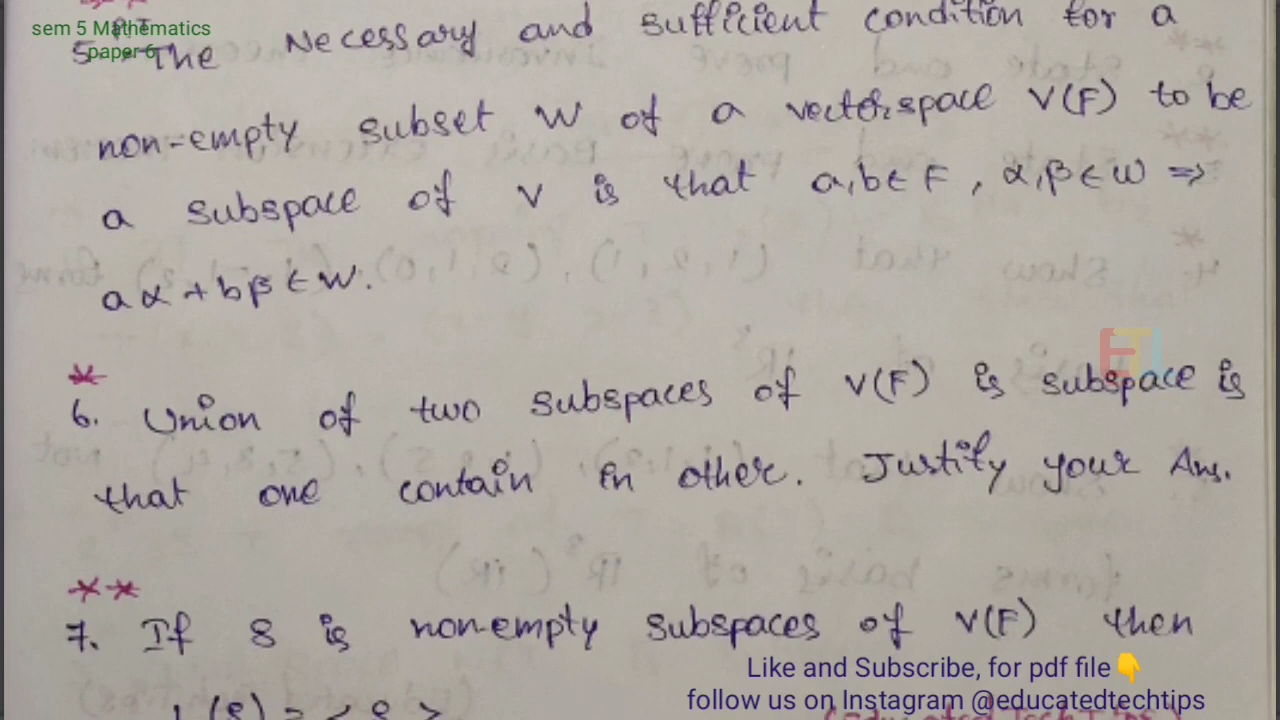 sem 5 Mathematics
paper 6
5. The Necessary and sufficient condition for a
non-empty subset W of a vector space V(F) to be
a subspace of V is that a,b ∈ F , α,β ∈ W ⇒
aα + bβ ∈ W.
*
6. Union of two subspaces of V(F) is subspace is
that one contain in other. Justify your Ans.
**
7. If S is non-empty subspaces of V(F) then
L(S) = < S >
Like and Subscribe, for pdf file👇
follow us on Instagram @educatedtechtips